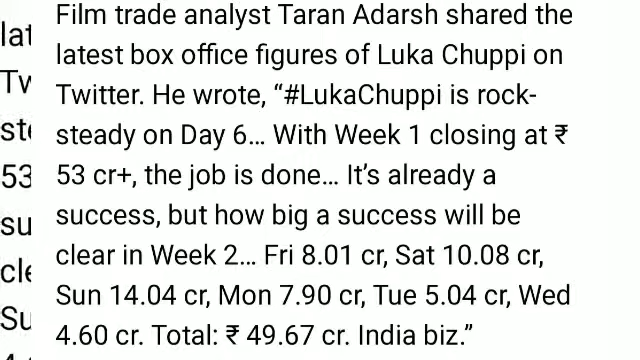 Film trade analyst Taran Adarsh shared the
latest box office figures of Luka Chuppi on
Twitter. He wrote, “#LukaChuppi is rock-
steady on Day 6... With Week 1 closing at ₹
53 cr+, the job is done... It’s already a
success, but how big a success will be
clear in Week 2... Fri 8.01 cr, Sat 10.08 cr,
Sun 14.04 cr, Mon 7.90 cr, Tue 5.04 cr, Wed
4.60 cr. Total: ₹ 49.67 cr. India biz.”